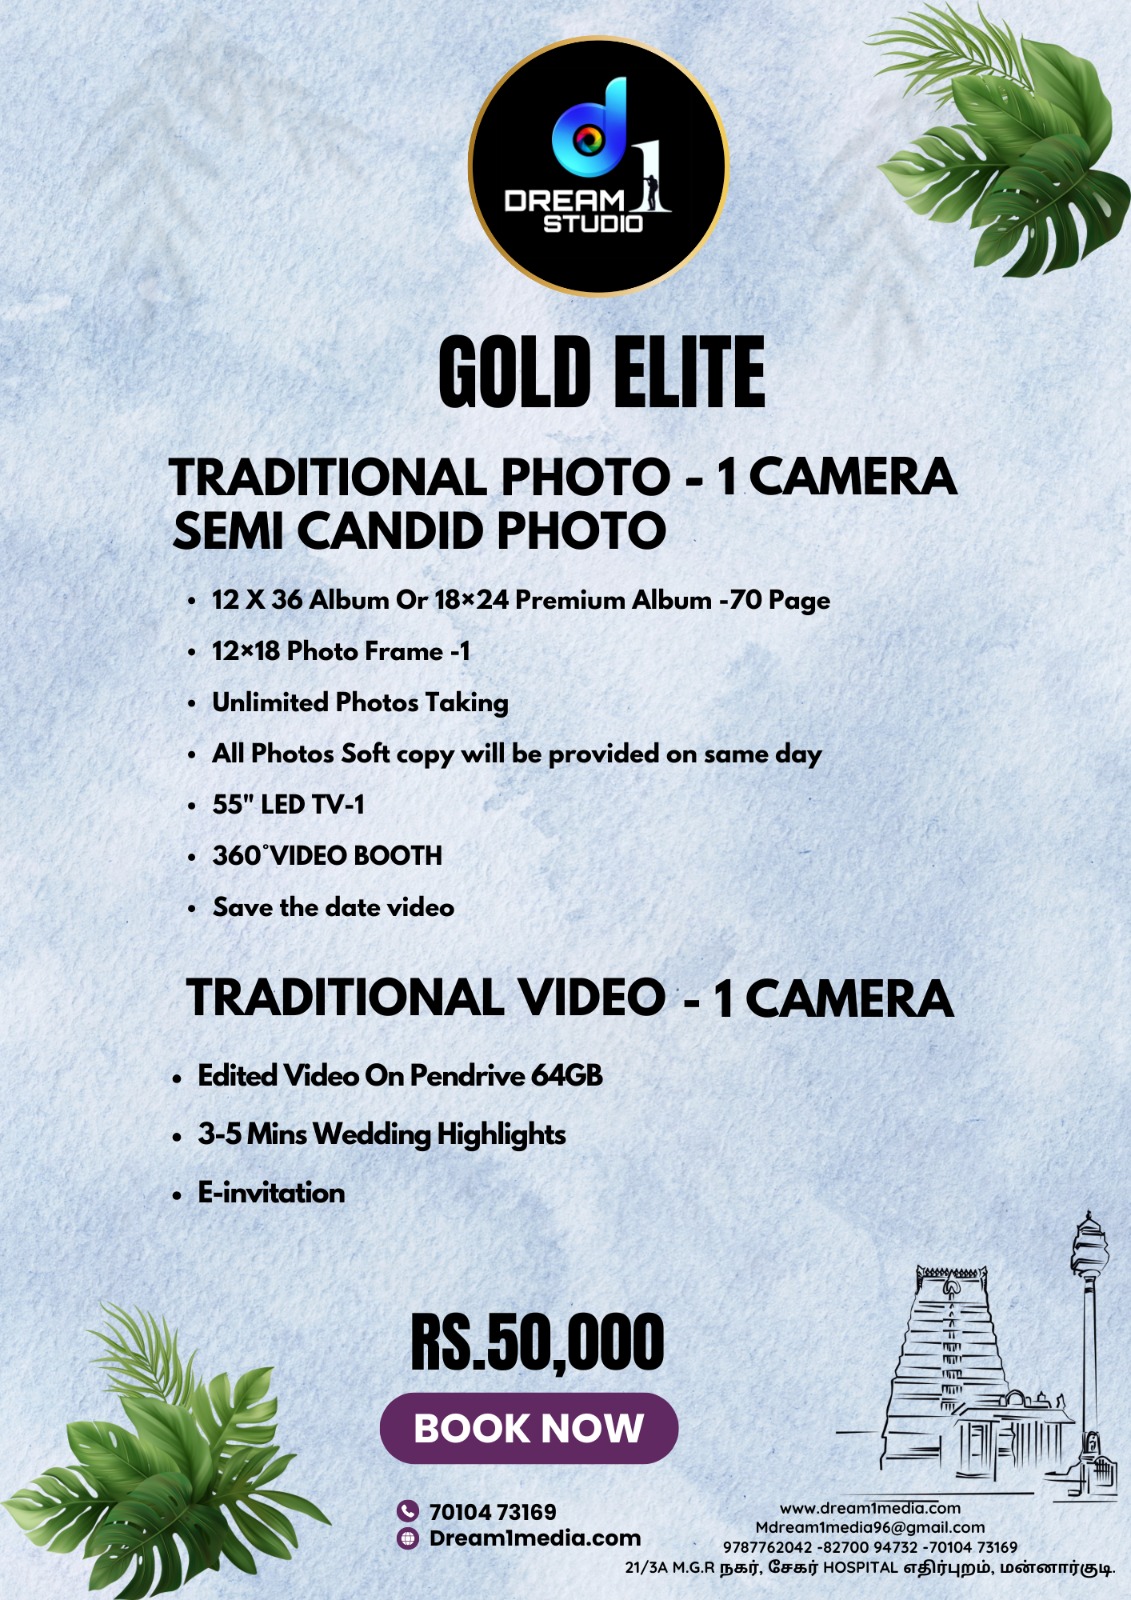 d
1
DREAM
STUDIO
GOLD ELITE
TRADITIONAL PHOTO - 1 CAMERA
SEMI CANDID PHOTO
• 12 X 36 Album Or 18×24 Premium Album -70 Page
• 12×18 Photo Frame -1
• Unlimited Photos Taking
• All Photos Soft copy will be provided on same day
• 55" LED TV-1
• 360°VIDEO BOOTH
• Save the date video
TRADITIONAL VIDEO - 1 CAMERA
• Edited Video On Pendrive 64GB
• 3-5 Mins Wedding Highlights
• E-invitation
RS.50,000
BOOK NOW
70104 73169
Dream1media.com
www.dream1media.com
Mdream1media96@gmail.com
9787762042 -82700 94732 -70104 73169
21/3A M.G.R நகர், சேகர் HOSPITAL எதிர்புறம், மன்னார்குடி.